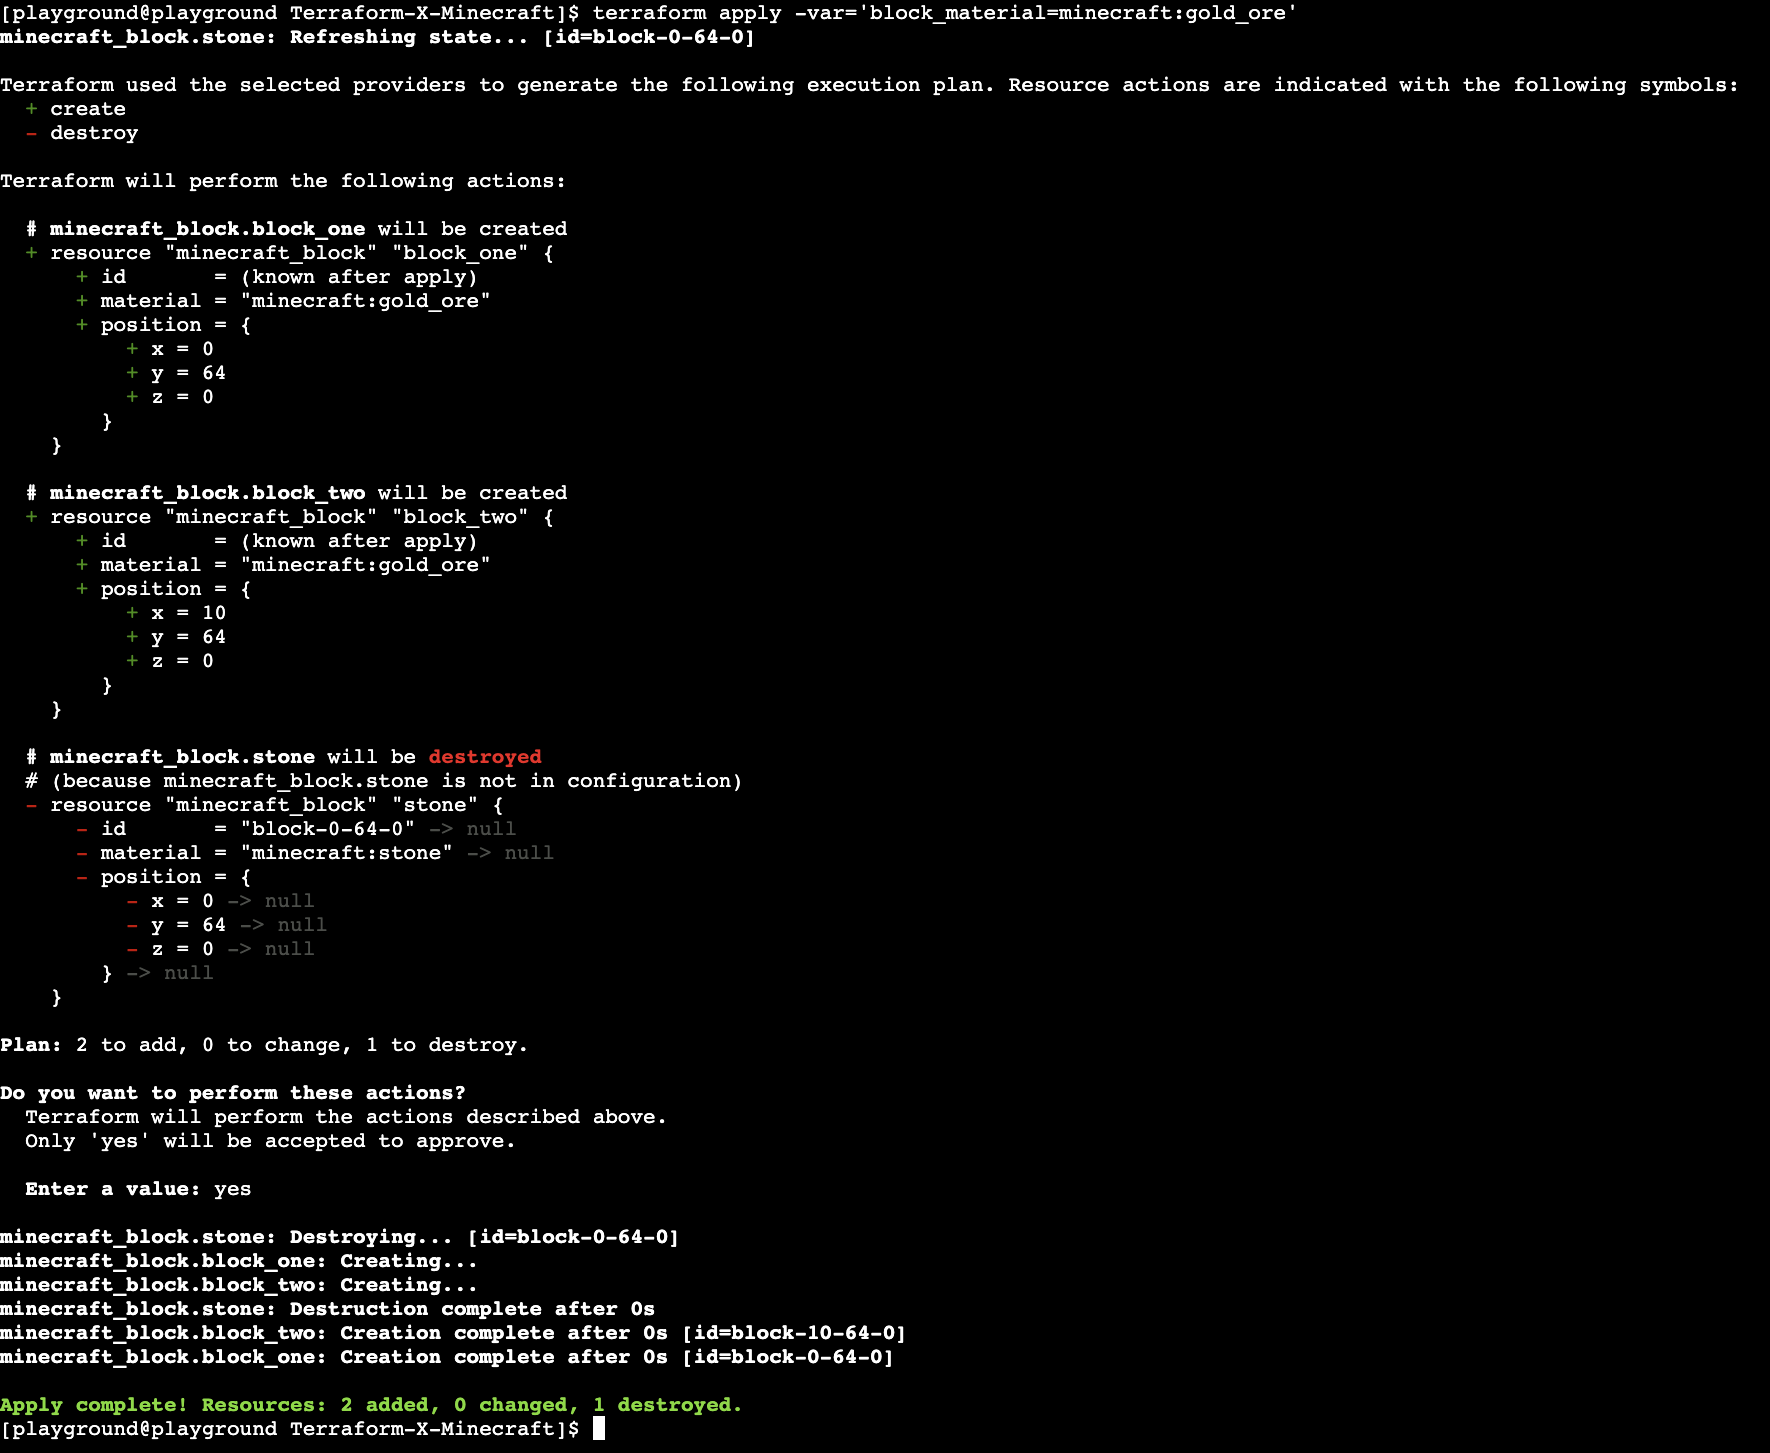 [playground@playground Terraform-X-Minecraft]$ terraform apply -var='block_material=minecraft:gold_ore'
minecraft_block.stone: Refreshing state... [id=block-0-64-0]
Terraform used the selected providers to generate the following execution plan. Resource actions are indicated with the following symbols:
  + create
  - destroy
Terraform will perform the following actions:
  # minecraft_block.block_one will be created
  + resource "minecraft_block" "block_one" {
      + id       = (known after apply)
      + material = "minecraft:gold_ore"
      + position = {
          + x = 0
          + y = 64
          + z = 0
        }
    }
  # minecraft_block.block_two will be created
  + resource "minecraft_block" "block_two" {
      + id       = (known after apply)
      + material = "minecraft:gold_ore"
      + position = {
          + x = 10
          + y = 64
          + z = 0
        }
    }
  # minecraft_block.stone will be destroyed
  # (because minecraft_block.stone is not in configuration)
  - resource "minecraft_block" "stone" {
      - id       = "block-0-64-0" -> null
      - material = "minecraft:stone" -> null
      - position = {
          - x = 0 -> null
          - y = 64 -> null
          - z = 0 -> null
        } -> null
    }
Plan: 2 to add, 0 to change, 1 to destroy.
Do you want to perform these actions?
  Terraform will perform the actions described above.
  Only 'yes' will be accepted to approve.
  Enter a value: yes
minecraft_block.stone: Destroying... [id=block-0-64-0]
minecraft_block.block_one: Creating...
minecraft_block.block_two: Creating...
minecraft_block.stone: Destruction complete after 0s
minecraft_block.block_two: Creation complete after 0s [id=block-10-64-0]
minecraft_block.block_one: Creation complete after 0s [id=block-0-64-0]
Apply complete! Resources: 2 added, 0 changed, 1 destroyed.
[playground@playground Terraform-X-Minecraft]$